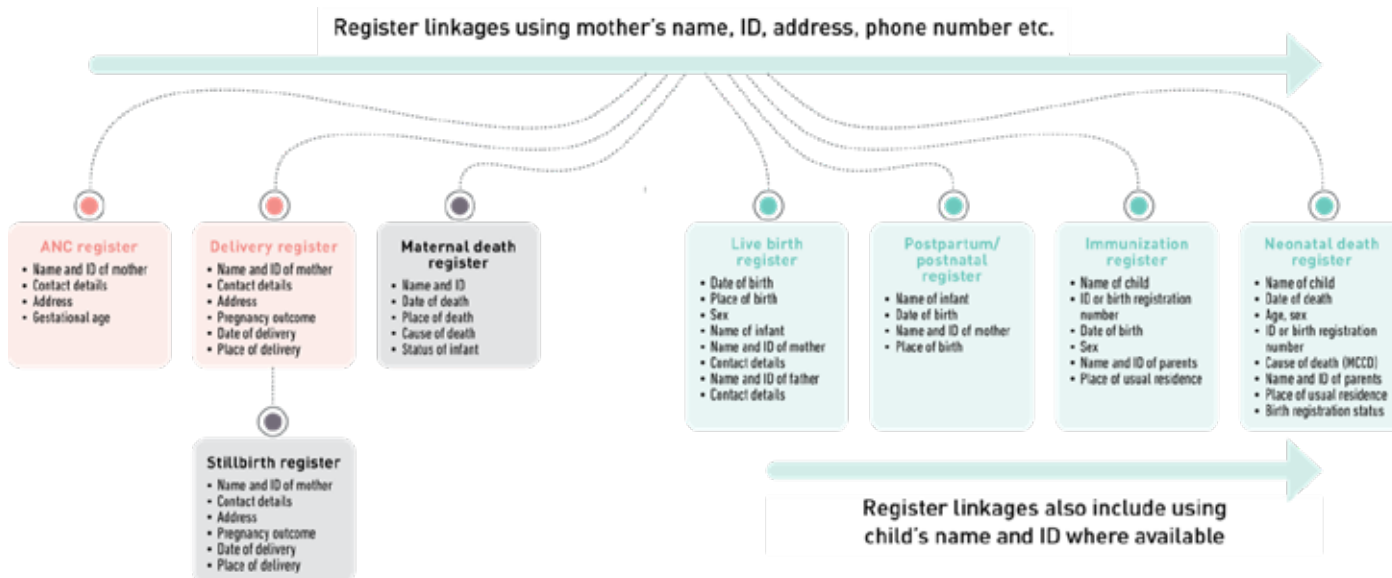 Register linkages using mother's name, ID, address, phone number etc.
ANC register
• Name and ID of mother
• Contact details
• Address
• Gestational age
Delivery register
• Name and ID of mother
• Contact details
• Address
• Pregnancy outcome
• Date of delivery
• Place of delivery
Maternal death
register
• Name and ID
• Date of death
• Place of death
• Cause of death
• Status of infant
Live birth
register
• Date of birth
• Place of birth
• Sex
• Name of infant
• Name and ID of mother
• Contact details
• Name and ID of father
• Contact details
Postpartum/
postnatal
register
• Name of infant
• Date of birth
• Name and ID of mother
• Place of birth
Immunization
register
• Name of child
• ID or birth registration
number
• Date of birth
• Sex
• Name and ID of parents
• Place of usual residence
Neonatal death
register
• Name of child
• Date of death
• Age, sex
• ID or birth registration
number
• Cause of death (MCCD)
• Name and ID of parents
• Place of usual residence
• Birth registration status
Stillbirth register
• Name and ID of mother
• Contact details
• Address
• Pregnancy outcome
• Date of delivery
• Place of delivery
Register linkages also include using
child's name and ID where available